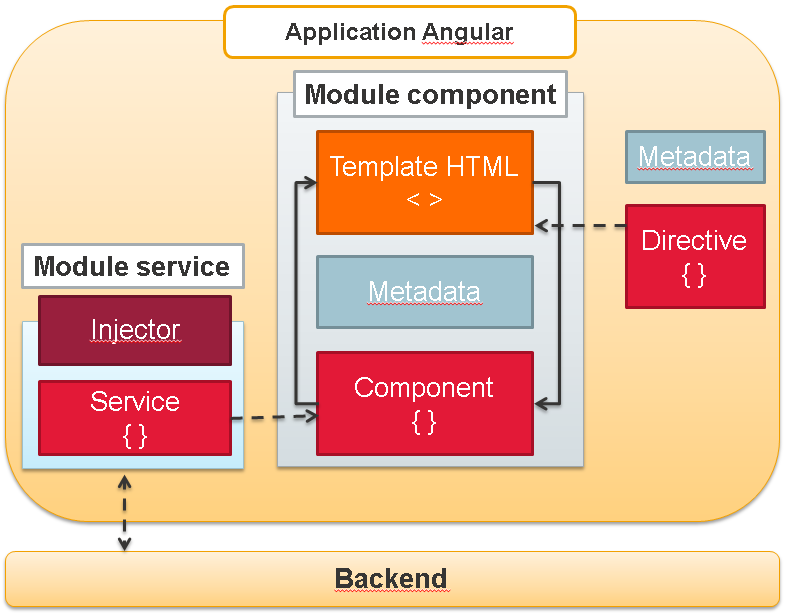 Application Angular
Module component
Template HTML
< >
Metadata
Directive
{ }
Module service
Metadata
Injector
Component
{ }
Service
{ }
Backend